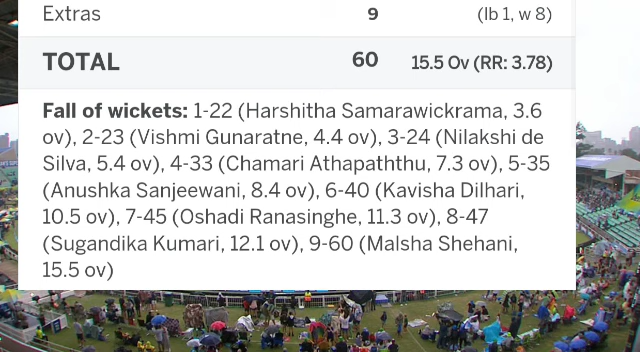 Extras 9 (lb 1, w 8)
TOTAL 60 15.5 Ov (RR: 3.78)
Fall of wickets: 1-22 (Harshitha Samarawickrama, 3.6
ov), 2-23 (Vishmi Gunaratne, 4.4 ov), 3-24 (Nilakshi de
Silva, 5.4 ov), 4-33 (Chamari Athapaththu, 7.3 ov), 5-35
(Anushka Sanjeewani, 8.4 ov), 6-40 (Kavisha Dilhari,
10.5 ov), 7-45 (Oshadi Ranasinghe, 11.3 ov), 8-47
(Sugandika Kumari, 12.1 ov), 9-60 (Malsha Shehani,
15.5 ov)